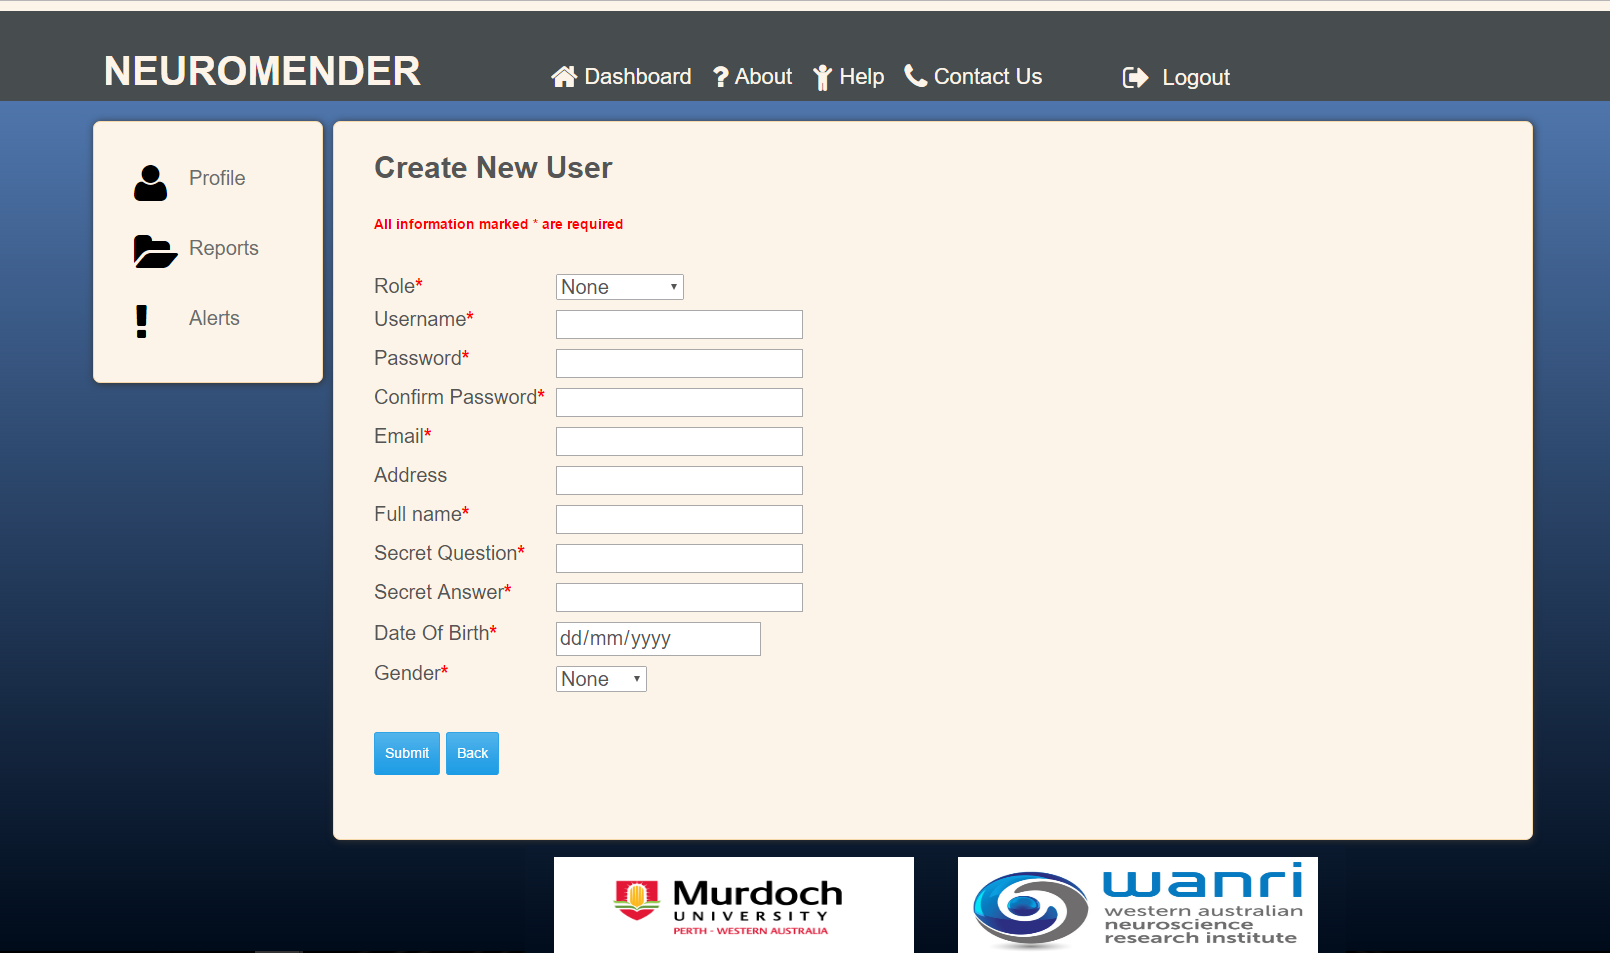 NEUROMENDER
Dashboard ? About Help Contact Us Logout
Profile
Reports
! Alerts
Create New User
All information marked * are required
Role* None
Username*
Password*
Confirm Password*
Email*
Address
Full name*
Secret Question*
Secret Answer*
Date Of Birth* dd/mm/yyyy
Gender* None
Submit Back
Murdoch
UNIVERSITY
PERTH - WESTERN AUSTRALIA
wanri
western australian
neuroscience
research institute